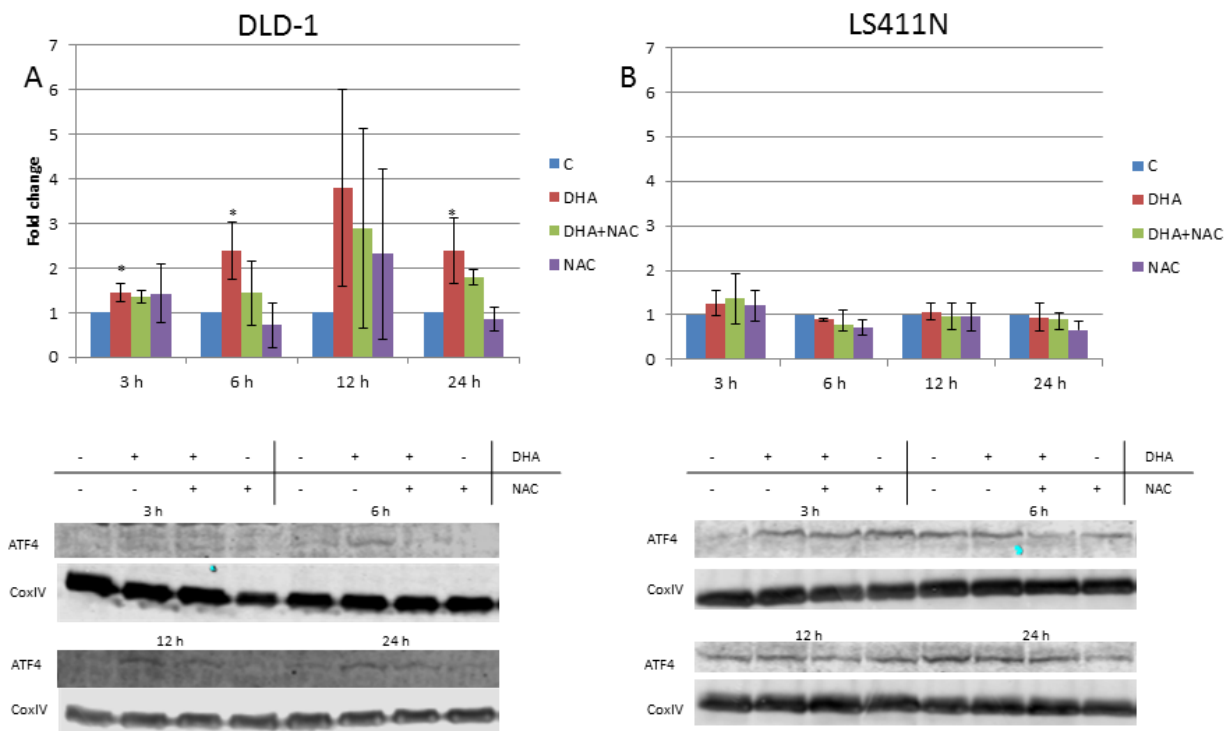 DLD-1
A
7
6
5
4
3
2
1
0
Fold change
*
*
*
3 h 6 h 12 h 24 h
C
DHA
DHA+NAC
NAC
- + + - - + + - DHA
- - + + - - + + NAC
3 h 6 h
ATF4
CoxIV
12 h 24 h
ATF4
CoxIV
LS411N
B
7
6
5
4
3
2
1
0
3 h 6 h 12 h 24 h
C
DHA
DHA+NAC
NAC
- + + - - + + - DHA
- - + + - - + + NAC
3 h 6 h
ATF4
CoxIV
12 h 24 h
ATF4
CoxIV